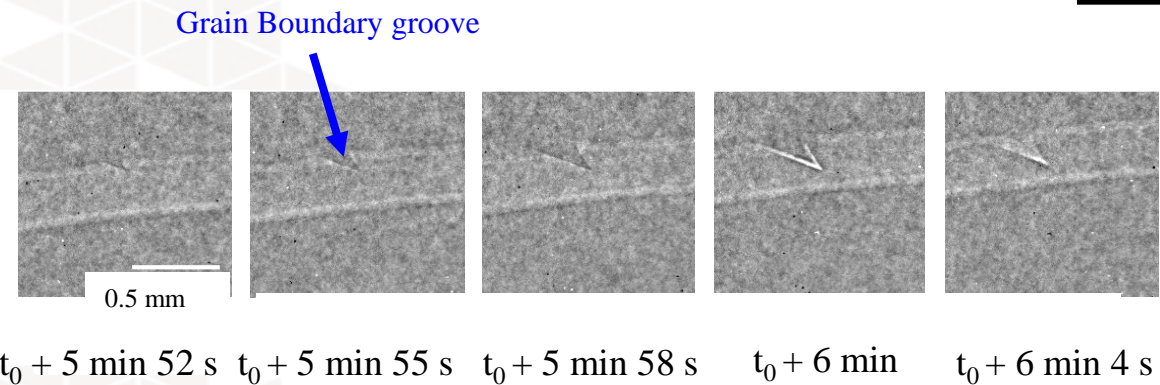 Grain Boundary groove
0.5 mm
t₀ + 5 min 52 s t₀ + 5 min 55 s t₀ + 5 min 58 s t₀ + 6 min t₀ + 6 min 4 s